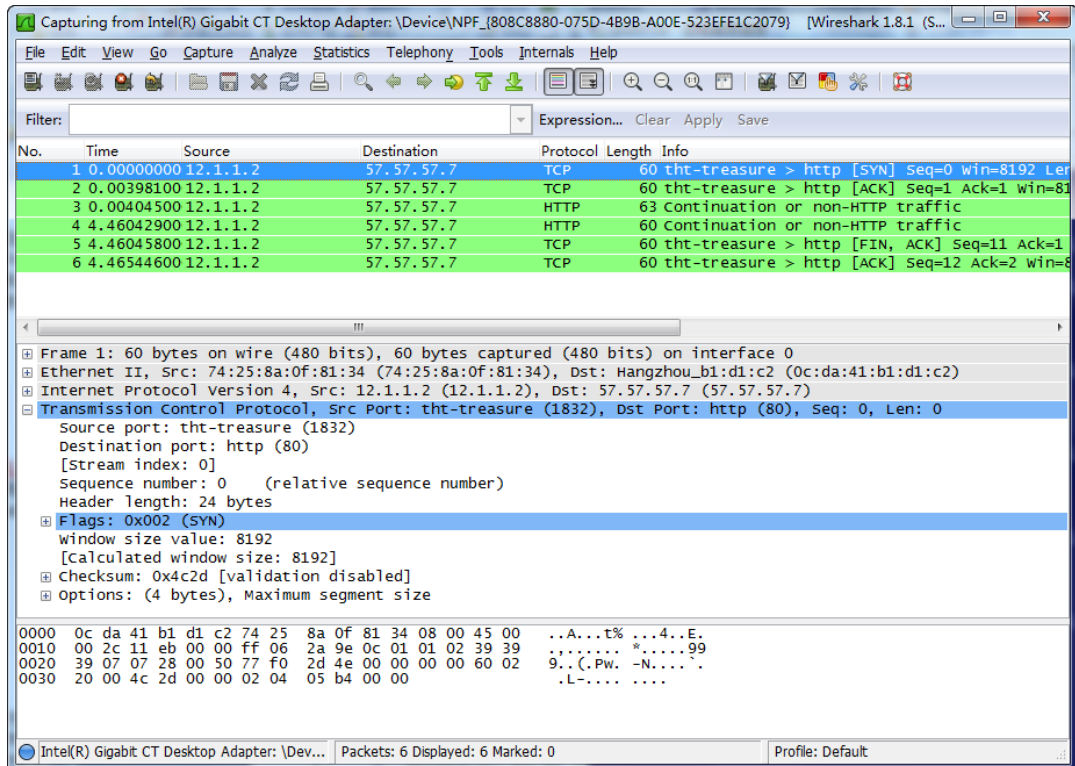 Capturing from Intel(R) Gigabit CT Desktop Adapter: \Device\NPF_{808C8880-075D-4B9B-A00E-523EFE1C2079} [Wireshark 1.8.1 (S...
File Edit View Go Capture Analyze Statistics Telephony Tools Internals Help
Filter: Expression... Clear Apply Save
No. Time Source Destination Protocol Length Info
1 0.00000000 12.1.1.2 57.57.57.7 TCP 60 tht-treasure > http [SYN] Seq=0 Win=8192 Ler
2 0.00398100 12.1.1.2 57.57.57.7 TCP 60 tht-treasure > http [ACK] Seq=1 Ack=1 Win=81
3 0.00404500 12.1.1.2 57.57.57.7 HTTP 63 Continuation or non-HTTP traffic
4 4.46042900 12.1.1.2 57.57.57.7 HTTP 60 Continuation or non-HTTP traffic
5 4.46045800 12.1.1.2 57.57.57.7 TCP 60 tht-treasure > http [FIN, ACK] Seq=11 Ack=1
6 4.46544600 12.1.1.2 57.57.57.7 TCP 60 tht-treasure > http [ACK] Seq=12 Ack=2 Win=8
Frame 1: 60 bytes on wire (480 bits), 60 bytes captured (480 bits) on interface 0
Ethernet II, Src: 74:25:8a:0f:81:34 (74:25:8a:0f:81:34), Dst: Hangzhou_b1:d1:c2 (0c:da:41:b1:d1:c2)
Internet Protocol Version 4, Src: 12.1.1.2 (12.1.1.2), Dst: 57.57.57.7 (57.57.57.7)
Transmission Control Protocol, Src Port: tht-treasure (1832), Dst Port: http (80), Seq: 0, Len: 0
Source port: tht-treasure (1832)
Destination port: http (80)
[Stream index: 0]
Sequence number: 0 (relative sequence number)
Header length: 24 bytes
Flags: 0x002 (SYN)
Window size value: 8192
[Calculated window size: 8192]
Checksum: 0x4c2d [validation disabled]
Options: (4 bytes), Maximum segment size
0000 0c da 41 b1 d1 c2 74 25 8a 0f 81 34 08 00 45 00 ..A...t% ...4..E.
0010 00 2c 11 eb 00 00 ff 06 2a 9e 0c 01 01 02 39 39 .,...... *.....99
0020 39 07 07 28 00 50 77 f0 2d 4e 00 00 00 00 60 02 9..(.Pw. -N....`.
0030 20 00 4c 2d 00 00 02 04 05 b4 00 00 .L-.... ....
Intel(R) Gigabit CT Desktop Adapter: \Dev... Packets: 6 Displayed: 6 Marked: 0 Profile: Default